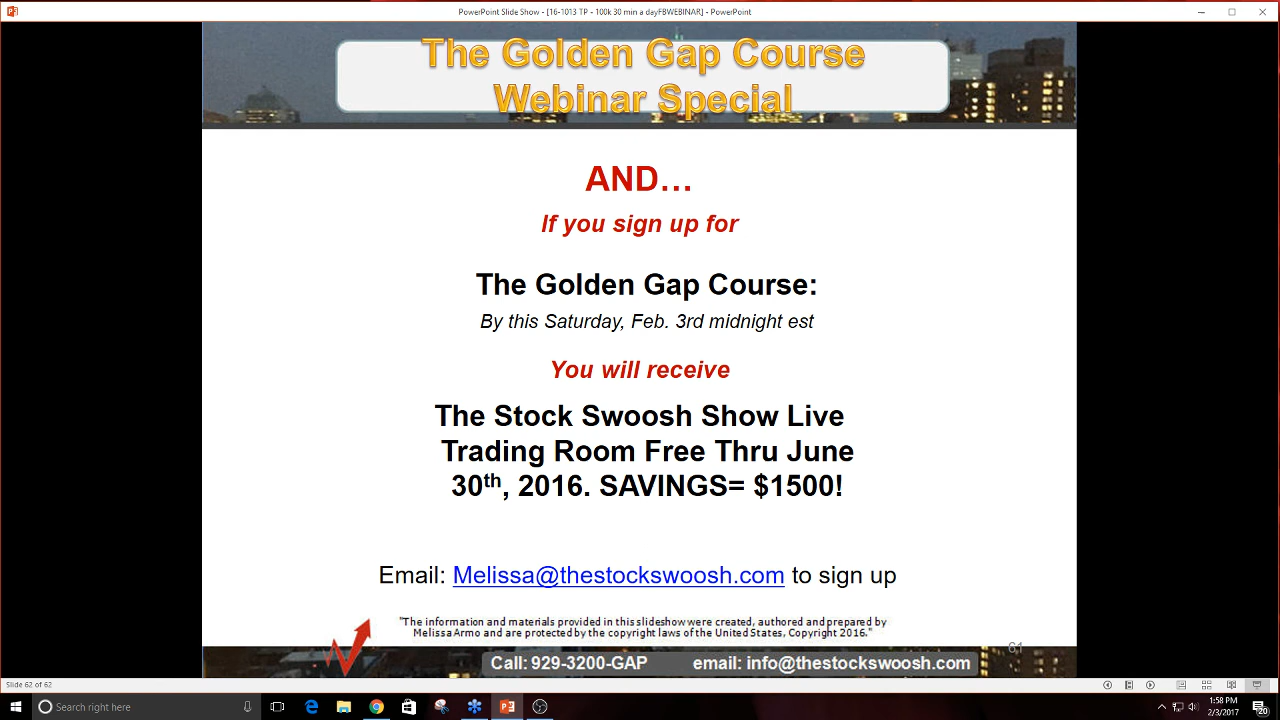 PowerPoint Slide Show - [16-1013 TP - 100k 30 min a dayFBWEBINAR] - PowerPoint
The Golden Gap Course
Webinar Special
AND...
If you sign up for
The Golden Gap Course:
By this Saturday, Feb. 3rd midnight est
You will receive
The Stock Swoosh Show Live
Trading Room Free Thru June
30th, 2016. SAVINGS= $1500!
Email: Melissa@thestockswoosh.com to sign up
"The information and materials provided in this slideshow were created, authored and prepared by
Melissa Armo and are protected by the copyright laws of the United States, Copyright 2016."
61
Call: 929-3200-GAP email: info@thestockswoosh.com
Slide 62 of 62
Search right here
1:58 PM
2/3/2017
20